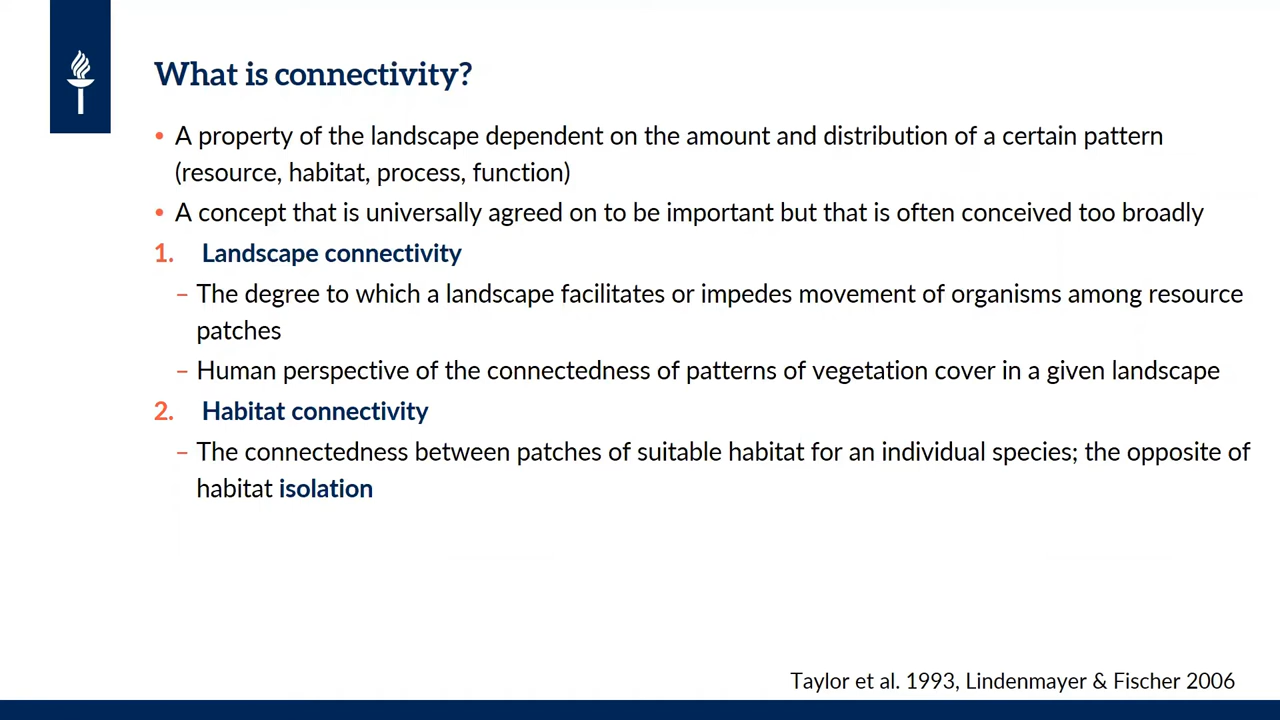 What is connectivity?
• A property of the landscape dependent on the amount and distribution of a certain pattern
(resource, habitat, process, function)
• A concept that is universally agreed on to be important but that is often conceived too broadly
1. Landscape connectivity
– The degree to which a landscape facilitates or impedes movement of organisms among resource
patches
– Human perspective of the connectedness of patterns of vegetation cover in a given landscape
2. Habitat connectivity
– The connectedness between patches of suitable habitat for an individual species; the opposite of
habitat isolation
Taylor et al. 1993, Lindenmayer & Fischer 2006